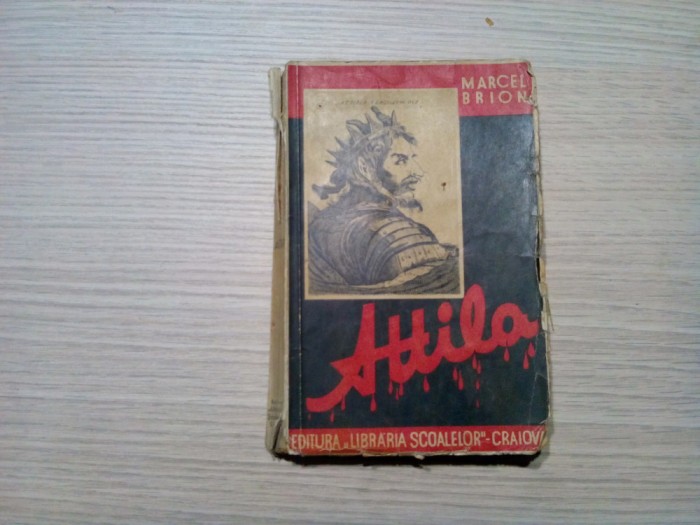 MARCEL
BRION
Attila
EDITURA „LIBRARIA SCOALELOR"-CRAIOV